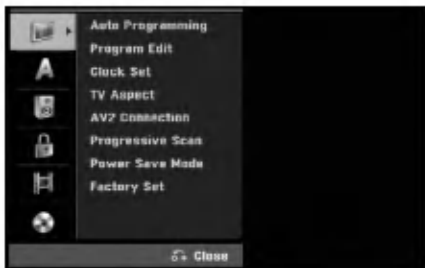 Auto Programming
Program Edit
A
Clock Set
TV Aspect
AV2 Connection
Progressive Scan
Power Save Mode
Factory Set
Close